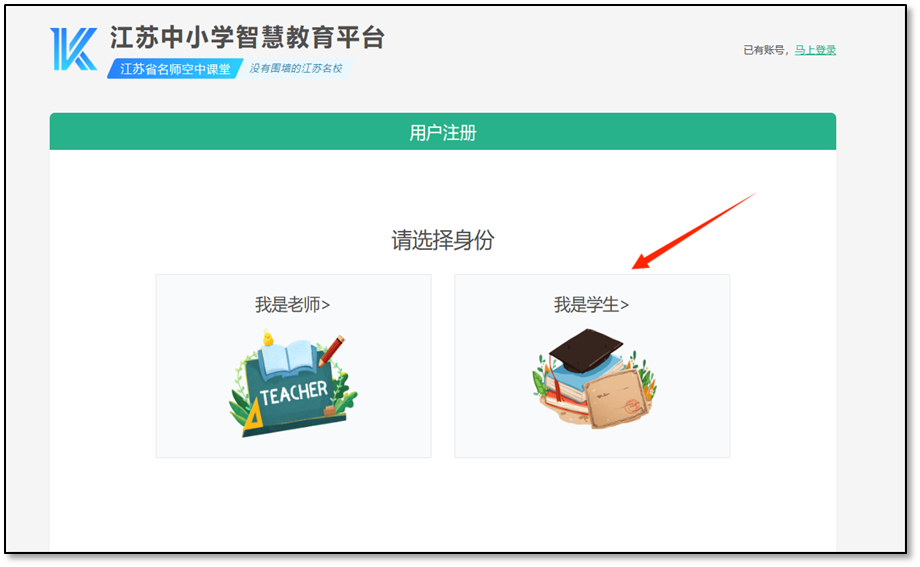 江苏中小学智慧教育平台
江苏省名师空中课堂 没有围墙的江苏名校
已有账号，马上登录
用户注册
请选择身份
我是老师>
我是学生>
TEACHER